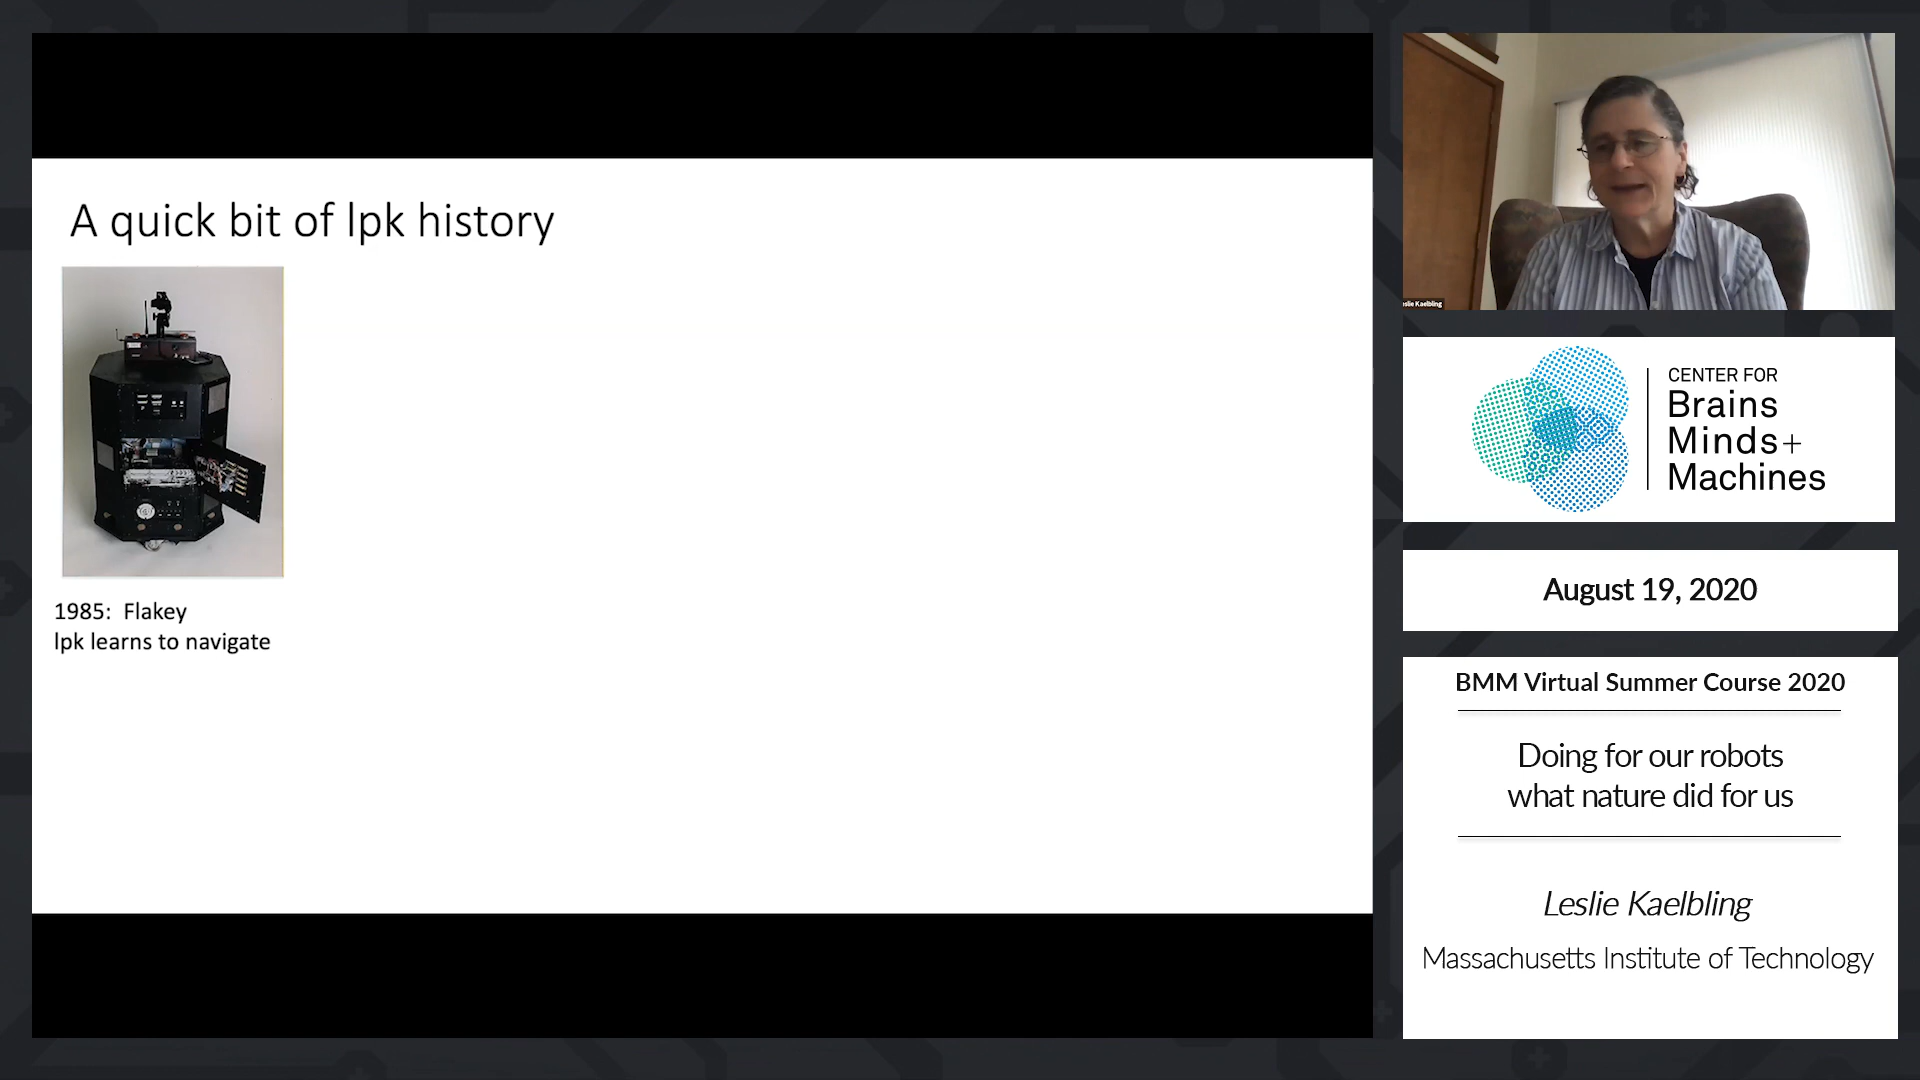 A quick bit of lpk history
1985: Flakey
lpk learns to navigate
eslie Kaelbling
CENTER FOR
Brains
Minds+
Machines
August 19, 2020
BMM Virtual Summer Course 2020
Doing for our robots
what nature did for us
Leslie Kaelbling
Massachusetts Institute of Technology